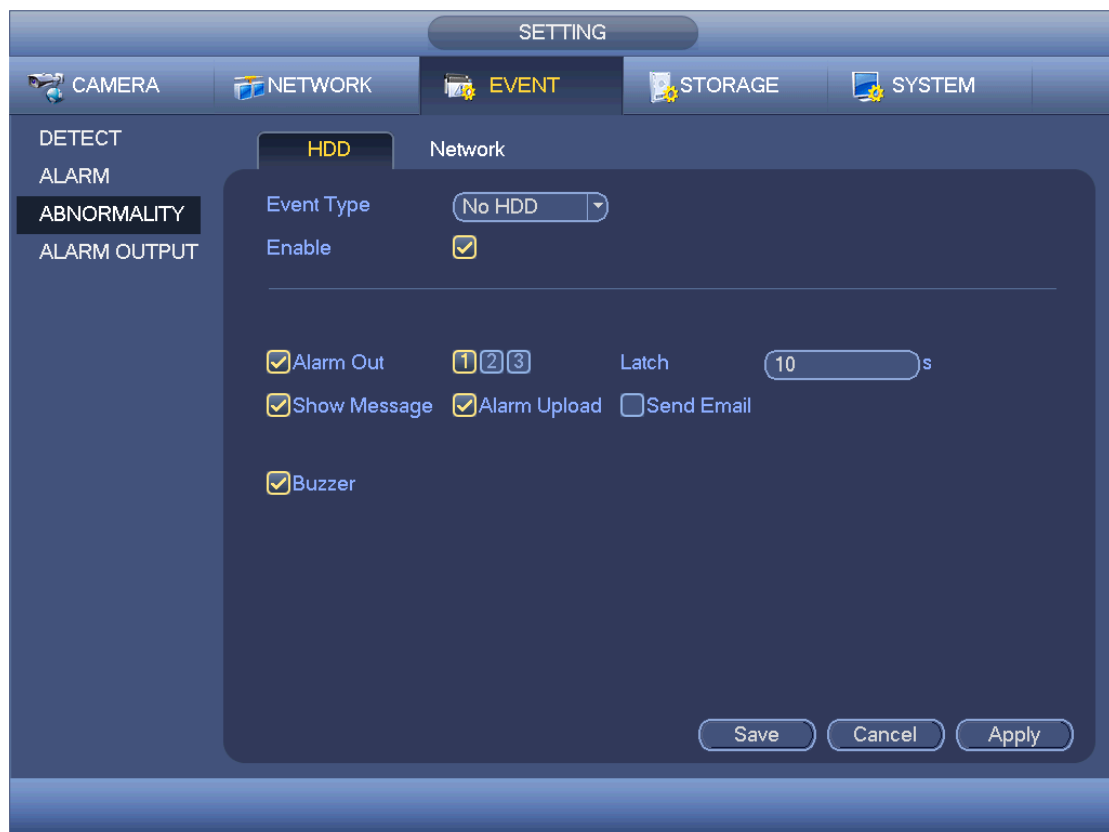 SETTING
CAMERA NETWORK EVENT STORAGE SYSTEM
DETECT
ALARM
ABNORMALITY
ALARM OUTPUT
HDD Network
Event Type No HDD
Enable
Alarm Out 1 2 3 Latch 10 s
Show Message Alarm Upload Send Email
Buzzer
Save Cancel Apply